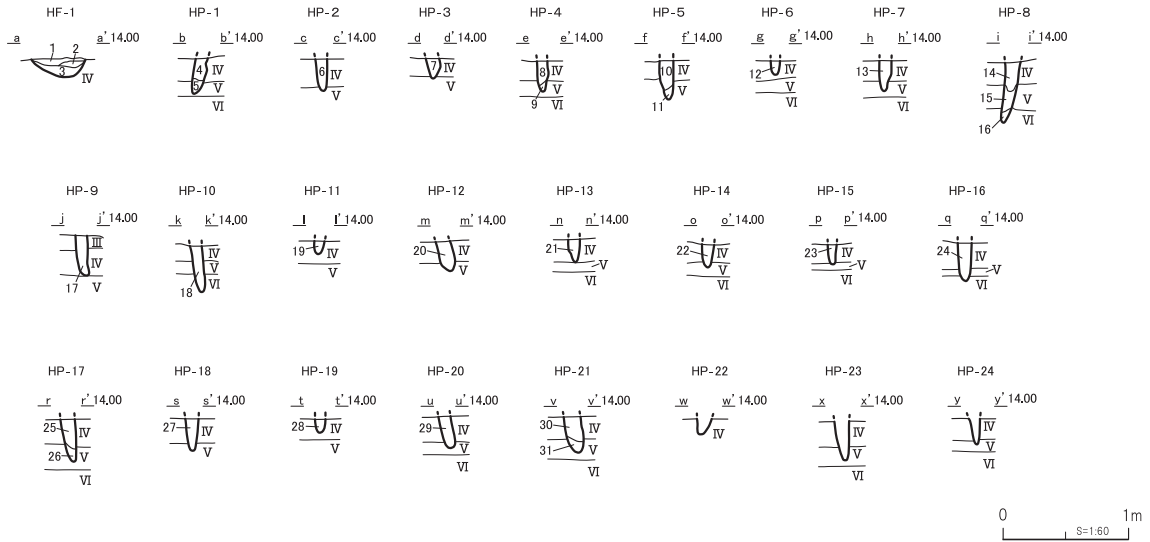 HF-1 HP-1 HP-2 HP-3 HP-4 HP-5 HP-6 HP-7 HP-8
a a' 14.00 b b' 14.00 c c' 14.00 d d' 14.00 e e' 14.00 f f' 14.00 g g' 14.00 h h' 14.00 i i' 14.00
1 2 3 Ⅳ
4 5 Ⅳ Ⅴ Ⅵ
6 Ⅳ Ⅴ
7 Ⅳ Ⅴ
8 9 Ⅳ Ⅴ Ⅵ
10 11 Ⅳ Ⅴ
12 Ⅳ Ⅴ Ⅵ
13 Ⅳ Ⅴ Ⅵ
14 15 16 Ⅳ Ⅴ Ⅵ
HP-9 HP-10 HP-11 HP-12 HP-13 HP-14 HP-15 HP-16
j j' 14.00 k k' 14.00 l l' 14.00 m m' 14.00 n n' 14.00 o o' 14.00 p p' 14.00 q q' 14.00
17 Ⅲ Ⅳ Ⅴ
18 Ⅳ Ⅴ Ⅵ
19 Ⅳ Ⅴ
20 Ⅳ Ⅴ
21 Ⅳ Ⅴ Ⅵ
22 Ⅳ Ⅴ Ⅵ
23 Ⅳ Ⅴ Ⅵ
24 Ⅳ Ⅴ Ⅵ
HP-17 HP-18 HP-19 HP-20 HP-21 HP-22 HP-23 HP-24
r r' 14.00 s s' 14.00 t t' 14.00 u u' 14.00 v v' 14.00 w w' 14.00 x x' 14.00 y y' 14.00
25 26 Ⅳ Ⅴ Ⅵ
27 Ⅳ Ⅴ
28 Ⅳ Ⅴ
29 Ⅳ Ⅴ Ⅵ
30 31 Ⅳ Ⅴ Ⅵ
Ⅳ
Ⅳ Ⅴ Ⅵ
Ⅳ Ⅴ Ⅵ
0 1m
S=1:60